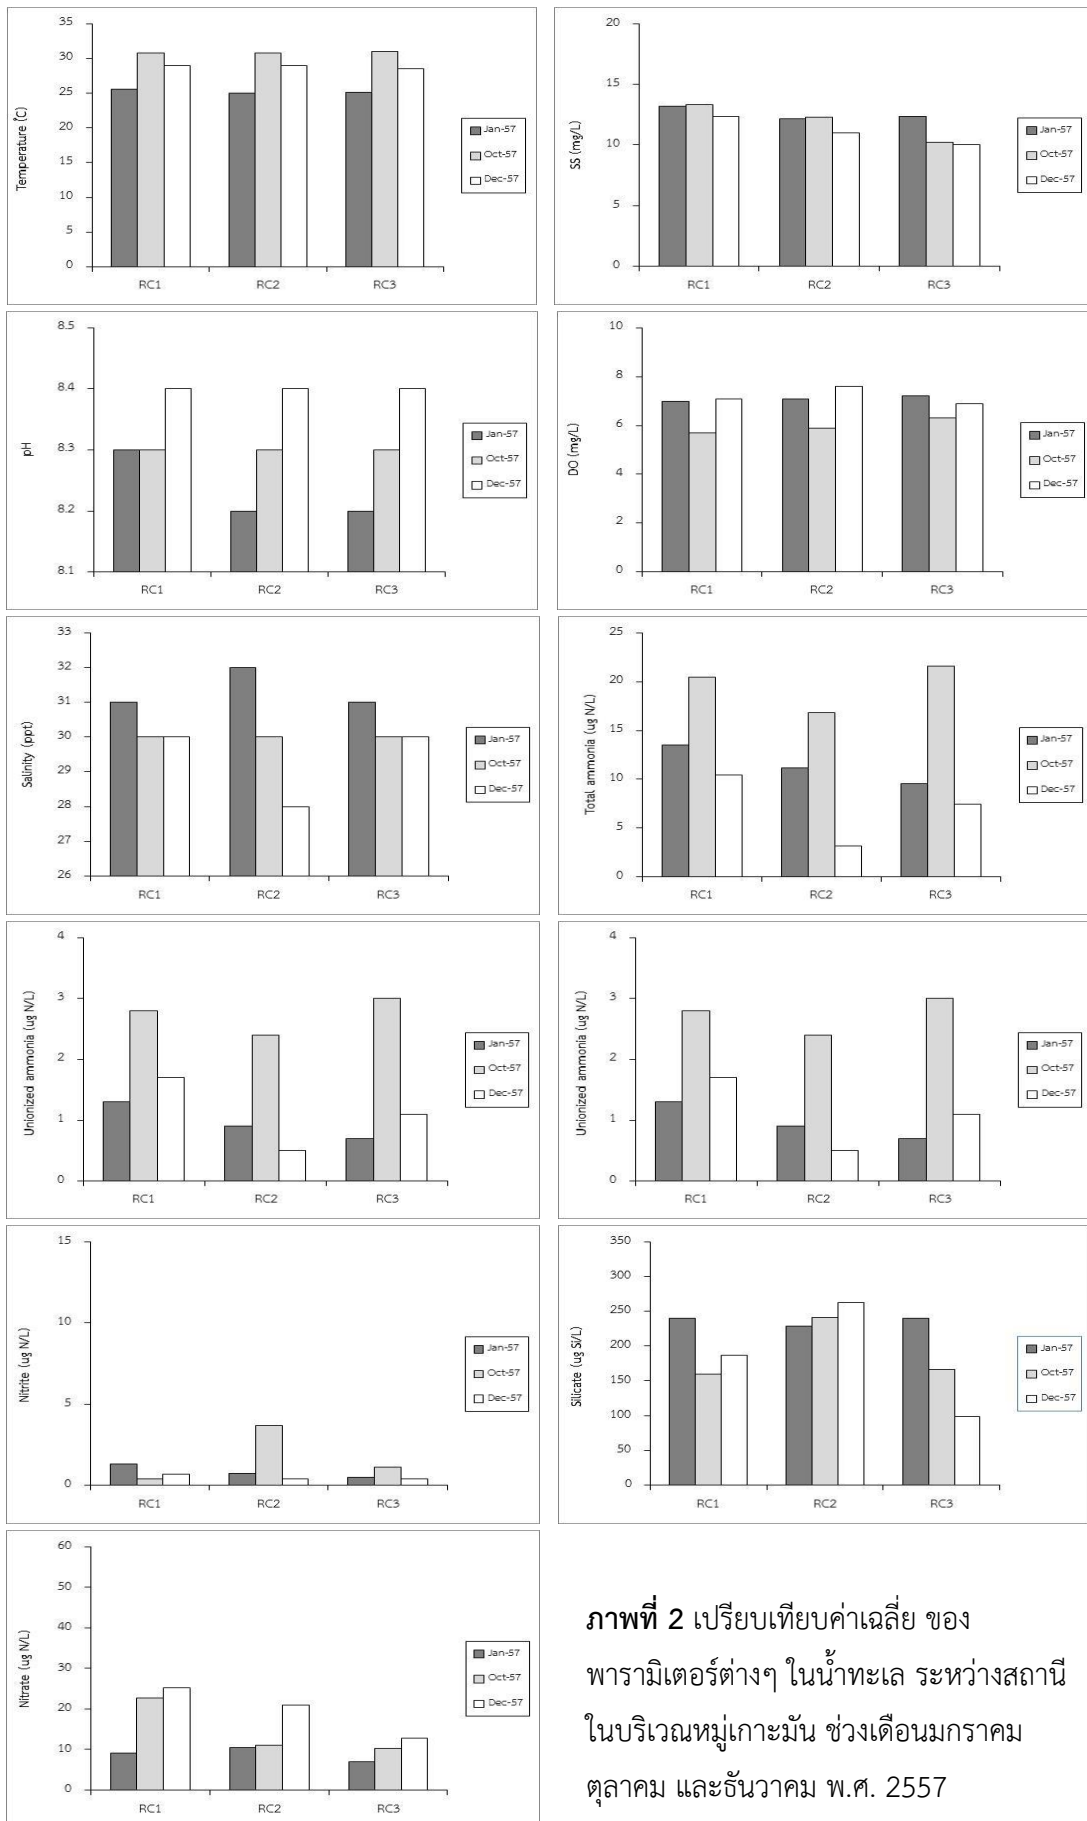 Temperature (°C)
35
30
25
20
15
10
5
0
RC1 RC2 RC3
Jan-57
Oct-57
Dec-57
SS (mg/L)
20
15
10
5
0
RC1 RC2 RC3
Jan-57
Oct-57
Dec-57
pH
8.5
8.4
8.3
8.2
8.1
RC1 RC2 RC3
Jan-57
Oct-57
Dec-57
DO (mg/L)
10
8
6
4
2
0
RC1 RC2 RC3
Jan-57
Oct-57
Dec-57
Salinity (ppt)
33
32
31
30
29
28
27
26
RC1 RC2 RC3
Jan-57
Oct-57
Dec-57
Total ammonia (ug N/L)
25
20
15
10
5
0
RC1 RC2 RC3
Jan-57
Oct-57
Dec-57
Unionized ammonia (ug N/L)
4
3
2
1
0
RC1 RC2 RC3
Jan-57
Oct-57
Dec-57
Unionized ammonia (ug N/L)
4
3
2
1
0
RC1 RC2 RC3
Jan-57
Oct-57
Dec-57
Nitrite (ug N/L)
15
10
5
0
RC1 RC2 RC3
Jan-57
Oct-57
Dec-57
Silicate (ug Si/L)
350
300
250
200
150
100
50
0
RC1 RC2 RC3
Jan-57
Oct-57
Dec-57
Nitrate (ug N/L)
60
50
40
30
20
10
0
RC1 RC2 RC3
Jan-57
Oct-57
Dec-57
ภาพที่ 2 เปรียบเทียบค่าเฉลี่ย ของ
พารามิเตอร์ต่างๆ ในน้ำทะเล ระหว่างสถานี
ในบริเวณหมู่เกาะมัน ช่วงเดือนมกราคม
ตุลาคม และธันวาคม พ.ศ. 2557